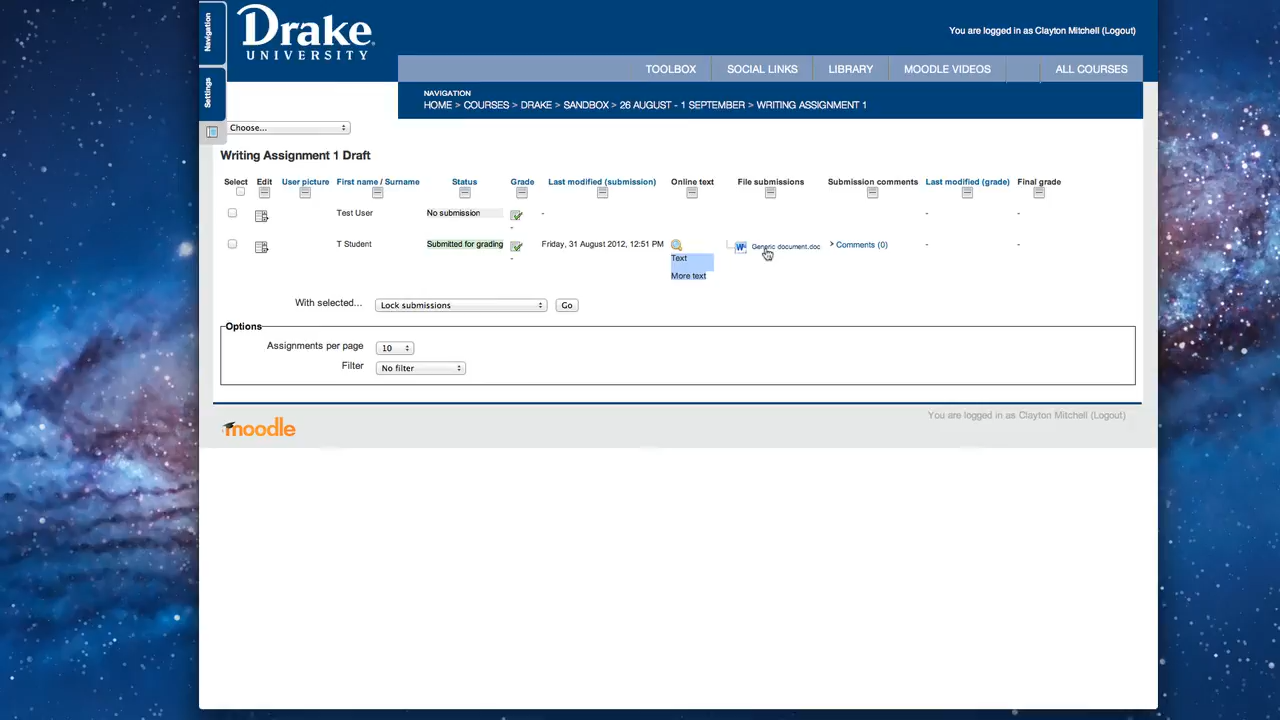 Navigation
Settings
Drake
UNIVERSITY
You are logged in as Clayton Mitchell (Logout)
TOOLBOX SOCIAL LINKS LIBRARY MOODLE VIDEOS ALL COURSES
NAVIGATION
HOME > COURSES > DRAKE > SANDBOX > 26 AUGUST - 1 SEPTEMBER > WRITING ASSIGNMENT 1
Choose...
Writing Assignment 1 Draft
Select Edit User picture First name / Surname Status Grade Last modified (submission) Online text File submissions Submission comments Last modified (grade) Final grade
Test User No submission - - -
-
T Student Submitted for grading Friday, 31 August 2012, 12:51 PM Generic document.doc Comments (0) - -
-
Text
More text
With selected... Lock submissions Go
Options
Assignments per page 10
Filter No filter
You are logged in as Clayton Mitchell (Logout)
moodle